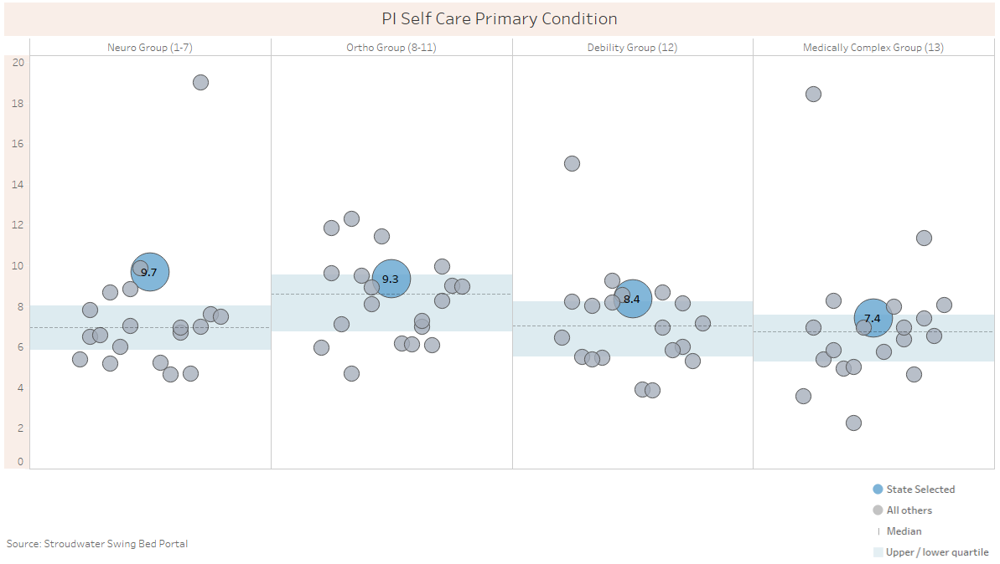 PI Self Care Primary Condition
Neuro Group (1-7)
Ortho Group (8-11)
Debility Group (12)
Medically Complex Group (13)
20
18
16
14
12
10
8
6
4
2
0
9.7
9.3
8.4
7.4
State Selected
All others
Median
Upper / lower quartile
Source: Stroudwater Swing Bed Portal